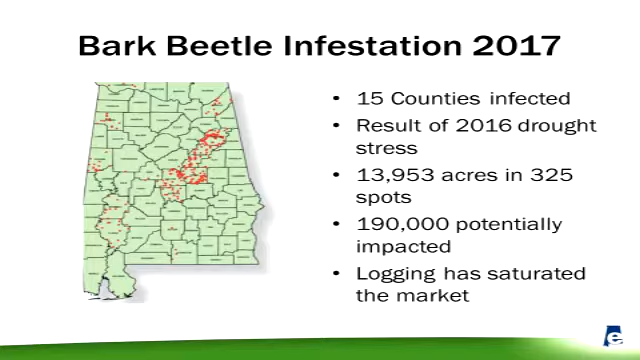 Bark Beetle Infestation 2017
• 15 Counties infected
• Result of 2016 drought
stress
• 13,953 acres in 325
spots
• 190,000 potentially
impacted
• Logging has saturated
the market
e